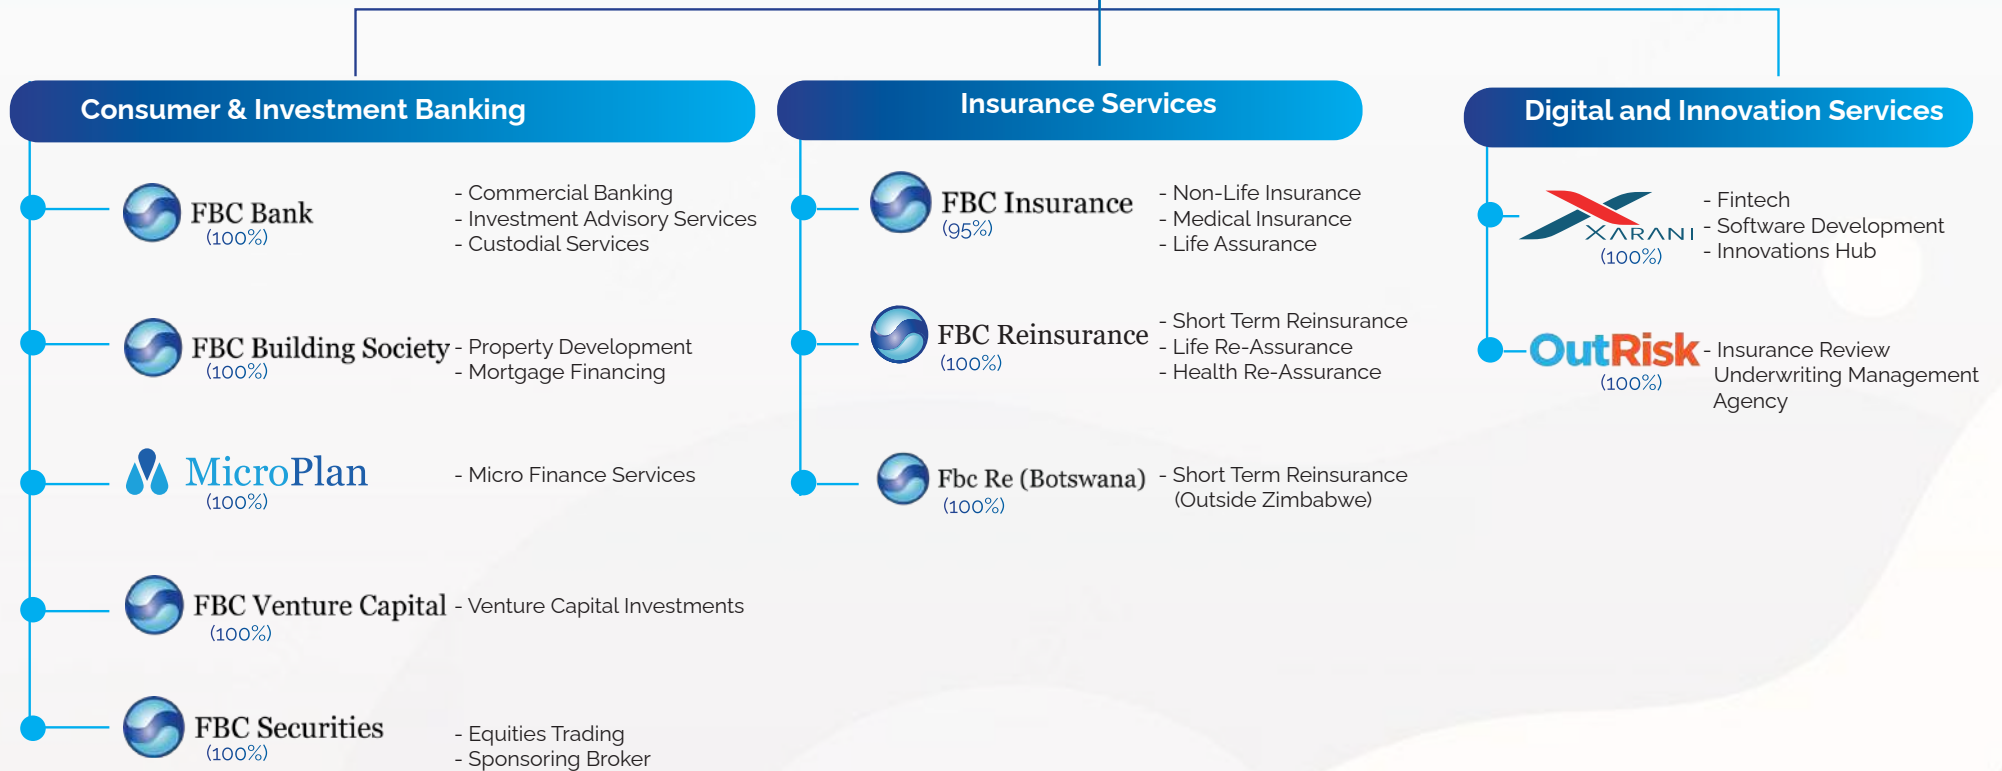 Consumer & Investment Banking
FBC Bank
(100%)
- Commercial Banking
- Investment Advisory Services
- Custodial Services
FBC Building Society
(100%)
- Property Development
- Mortgage Financing
MicroPlan
(100%)
- Micro Finance Services
FBC Venture Capital
(100%)
- Venture Capital Investments
FBC Securities
(100%)
- Equities Trading
- Sponsoring Broker
Insurance Services
FBC Insurance
(95%)
- Non-Life Insurance
- Medical Insurance
- Life Assurance
FBC Reinsurance
(100%)
- Short Term Reinsurance
- Life Re-Assurance
- Health Re-Assurance
Fbc Re (Botswana)
(100%)
- Short Term Reinsurance
(Outside Zimbabwe)
Digital and Innovation Services
XARANI
(100%)
- Fintech
- Software Development
- Innovations Hub
OutRisk
(100%)
- Insurance Review
Underwriting Management
Agency